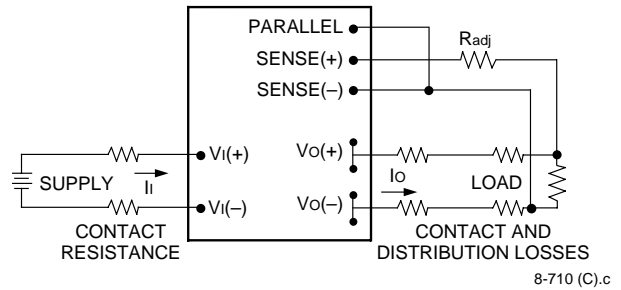 PARALLEL
SENSE(+)
SENSE(–)
Radj
VI(+)
VO(+)
SUPPLY
II
IO
LOAD
VI(–)
VO(–)
CONTACT
RESISTANCE
CONTACT AND
DISTRIBUTION LOSSES
8-710 (C).c